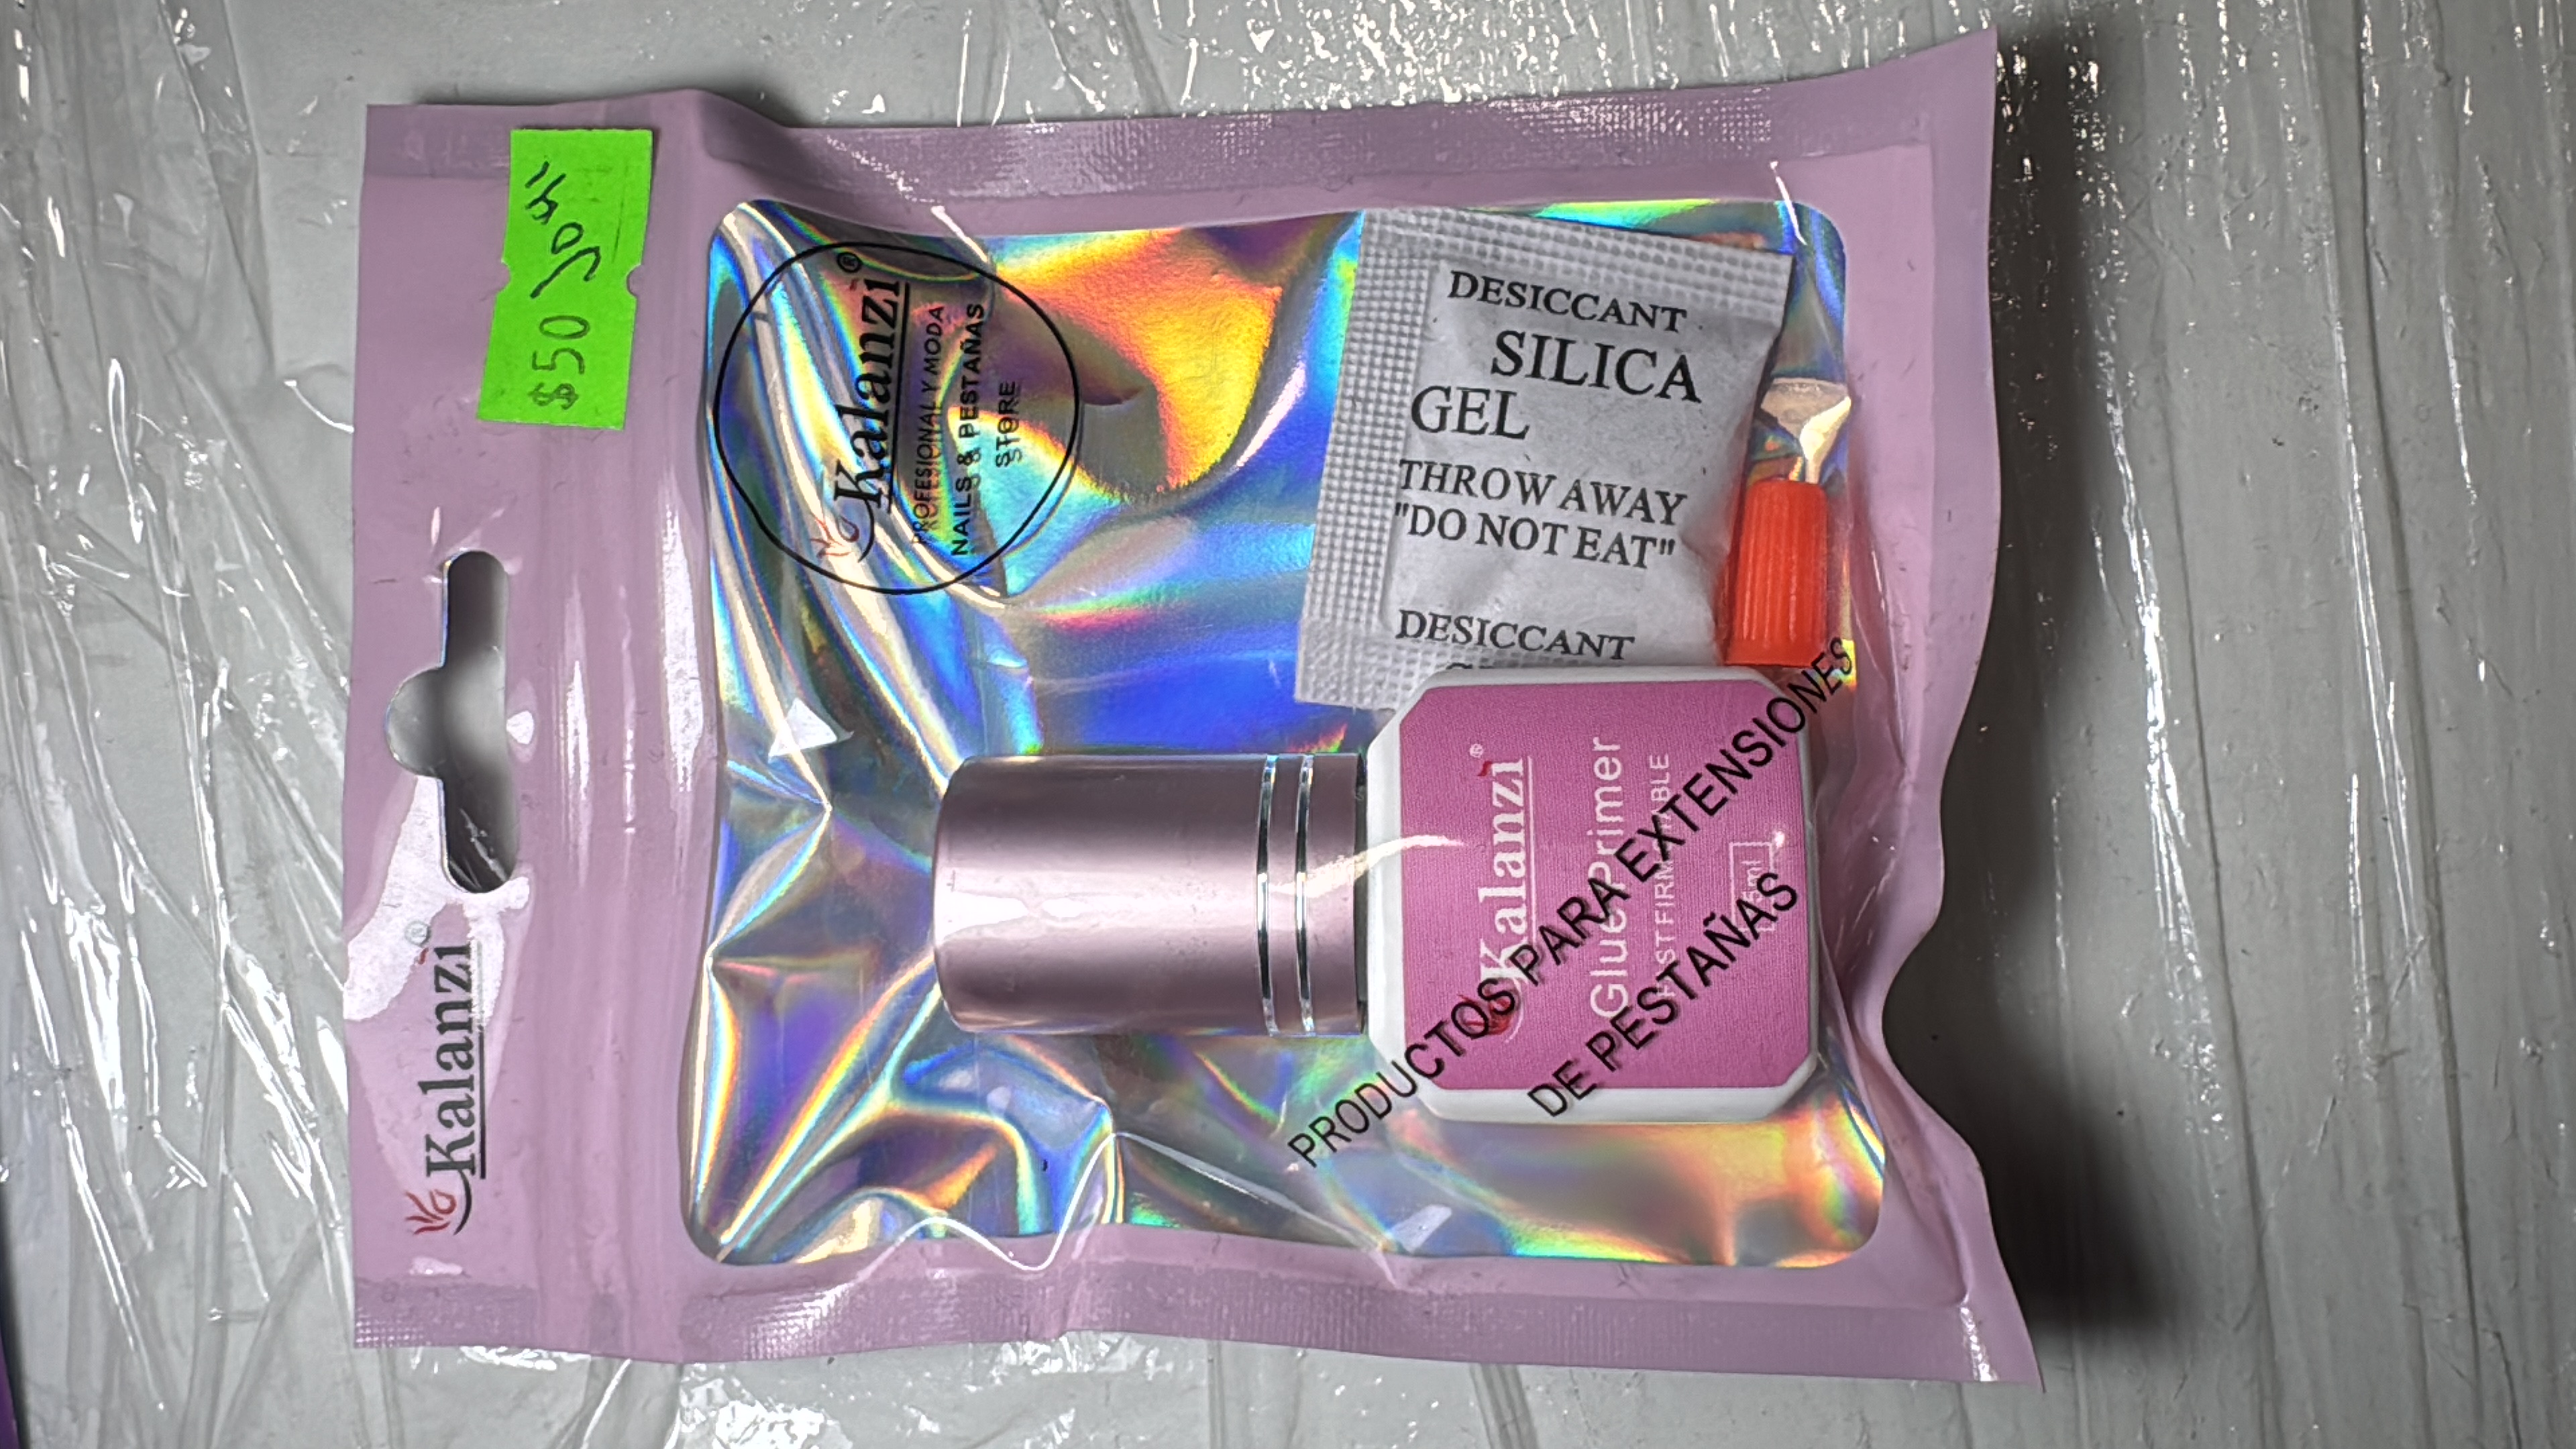 $50
Kalanzi®
Kalanzi®
PROFESIONAL Y MODA
NAILS & PESTAÑAS
STORE
DESICCANT
SILICA
GEL
THROW AWAY
"DO NOT EAT"
DESICCANT
Kalanzi®
Glue Primer
PRODUCTOS PARA EXTENSIONES
DE PESTAÑAS